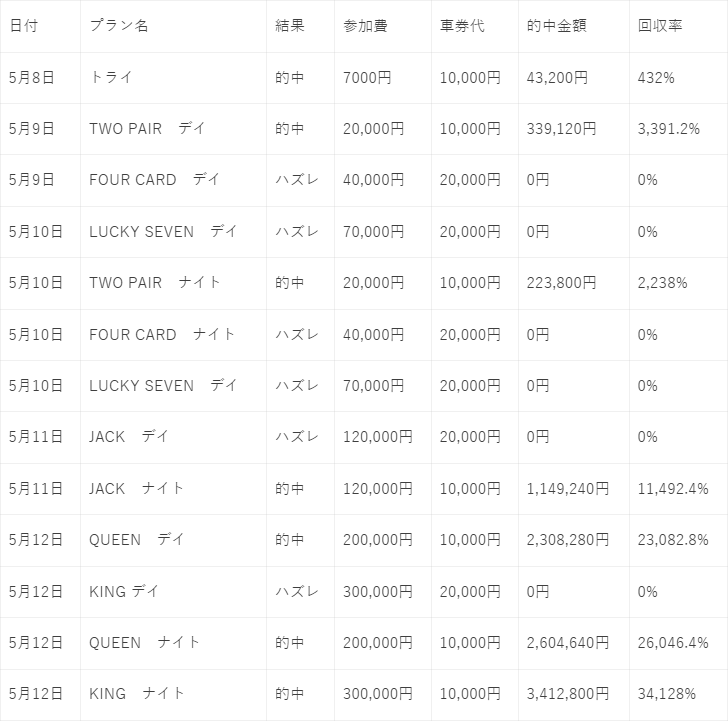 日付 プラン名 結果 参加費 車券代 的中金額 回収率
5月8日 トライ 的中 7000円 10,000円 43,200円 432%
5月9日 TWO PAIR　デイ 的中 20,000円 10,000円 339,120円 3,391.2%
5月9日 FOUR CARD　デイ ハズレ 40,000円 20,000円 0円 0%
5月10日 LUCKY SEVEN　デイ ハズレ 70,000円 20,000円 0円 0%
5月10日 TWO PAIR　ナイト 的中 20,000円 10,000円 223,800円 2,238%
5月10日 FOUR CARD　ナイト ハズレ 40,000円 20,000円 0円 0%
5月10日 LUCKY SEVEN　デイ ハズレ 70,000円 20,000円 0円 0%
5月11日 JACK　デイ ハズレ 120,000円 20,000円 0円 0%
5月11日 JACK　ナイト 的中 120,000円 10,000円 1,149,240円 11,492.4%
5月12日 QUEEN　デイ 的中 200,000円 10,000円 2,308,280円 23,082.8%
5月12日 KING デイ ハズレ 300,000円 20,000円 0円 0%
5月12日 QUEEN　ナイト 的中 200,000円 10,000円 2,604,640円 26,046.4%
5月12日 KING　ナイト 的中 300,000円 10,000円 3,412,800円 34,128%